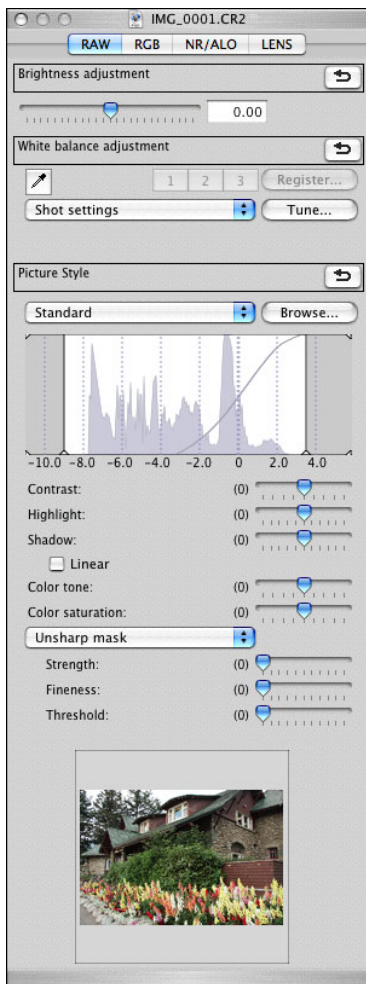 IMG_0001.CR2
RAW RGB NR/ALO LENS
Brightness adjustment
0.00
White balance adjustment
1 2 3 Register...
Shot settings Tune...
Picture Style
Standard Browse...
-10.0 -8.0 -6.0 -4.0 -2.0 0 2.0 4.0
Contrast: (0)
Highlight: (0)
Shadow: (0)
Linear
Color tone: (0)
Color saturation: (0)
Unsharp mask
Strength: (0)
Fineness: (0)
Threshold: (0)